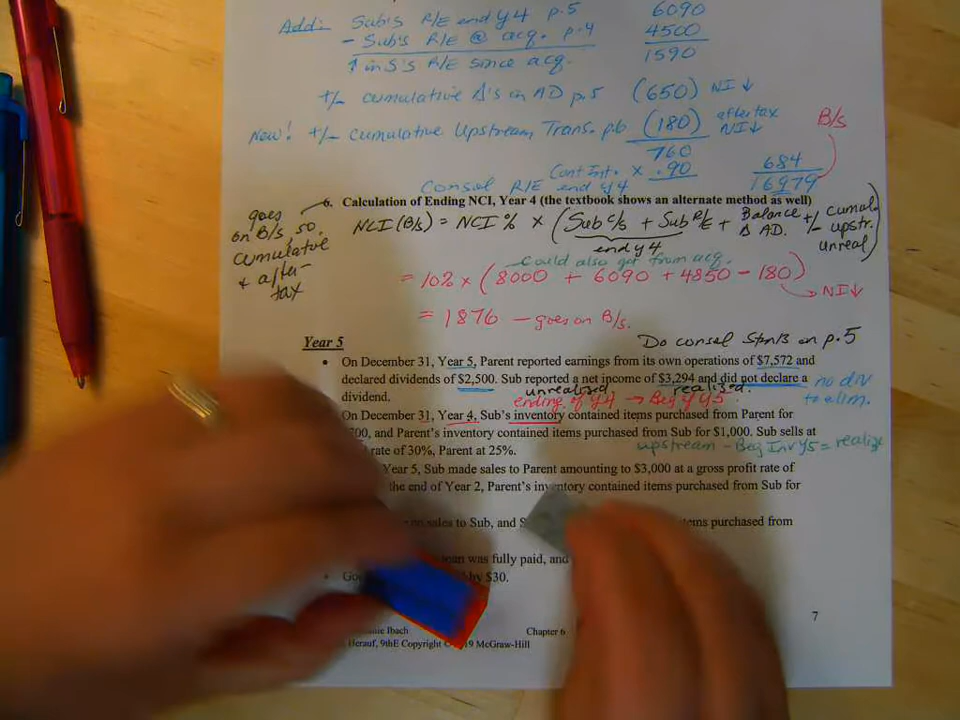 Add: Sub's R/E end y4 p.5 6090
- Sub's R/E @ acq. p.4 4500
↑ in S's R/E since acq. 1590
+/- cumulative Δ's on AD p.5 (650) NI ↓
New! +/- Cumulative Upstream Trans. p.6 (180) after tax NI ↓
B/S
760
Cont Int. × .90 684
Consol R/E end y4 16979
6. Calculation of Ending NCI, Year 4 (the textbook shows an alternate method as well)
goes on B/S, so cumulative + after-tax
NCI (B/S) = NCI % × (Sub C/S + Sub R/E + Balance Δ AD. +/- cumul. upstr. unreal)
end y4
could also get from acq.
= 10% × (8000 + 6090 + 4850 - 180)
NI ↓
= 1876 - goes on B/S.
Do consol Stmts on p.5
Year 5
• On December 31, Year 5, Parent reported earnings from its own operations of $7,572 and
declared dividends of $2,500. Sub reported a net income of $3,294 and did not declare a
no div to elim.
unrealized realized
dividend. ending of y4 → Beg y5
On December 31, Year 4, Sub's inventory contained items purchased from Parent for
700, and Parent's inventory contained items purchased from Sub for $1,000. Sub sells at
rate of 30%, Parent at 25%. upstream - Beg Inv y5 = realize
Year 5, Sub made sales to Parent amounting to $3,000 at a gross profit rate of
the end of Year 2, Parent's inventory contained items purchased from Sub for
sales to Sub, and tems purchased from
was fully paid, and
by $30.
7
Ibach Chapter 6
Herauf, 9thE Copyright 19 McGraw-Hill